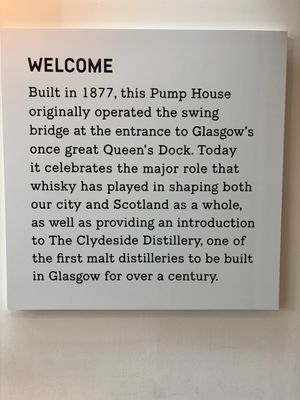 WELCOME
Built in 1877, this Pump House
originally operated the swing
bridge at the entrance to Glasgow's
once great Queen's Dock. Today
it celebrates the major role that
whisky has played in shaping both
our city and Scotland as a whole,
as well as providing an introduction
to The Clydeside Distillery, one of
the first malt distilleries to be built
in Glasgow for over a century.